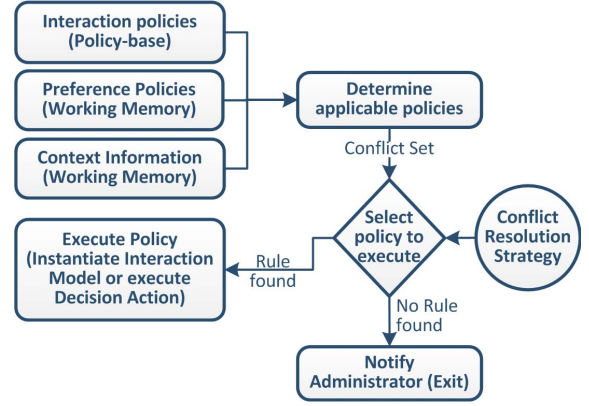 Interaction policies
(Policy-base)
Preference Policies
(Working Memory)
Context Information
(Working Memory)
Determine
applicable policies
Conflict Set
Select
policy to
execute
Conflict
Resolution
Strategy
Rule
found
Execute Policy
(Instantiate Interaction
Model or execute
Decision Action)
No Rule
found
Notify
Administrator (Exit)